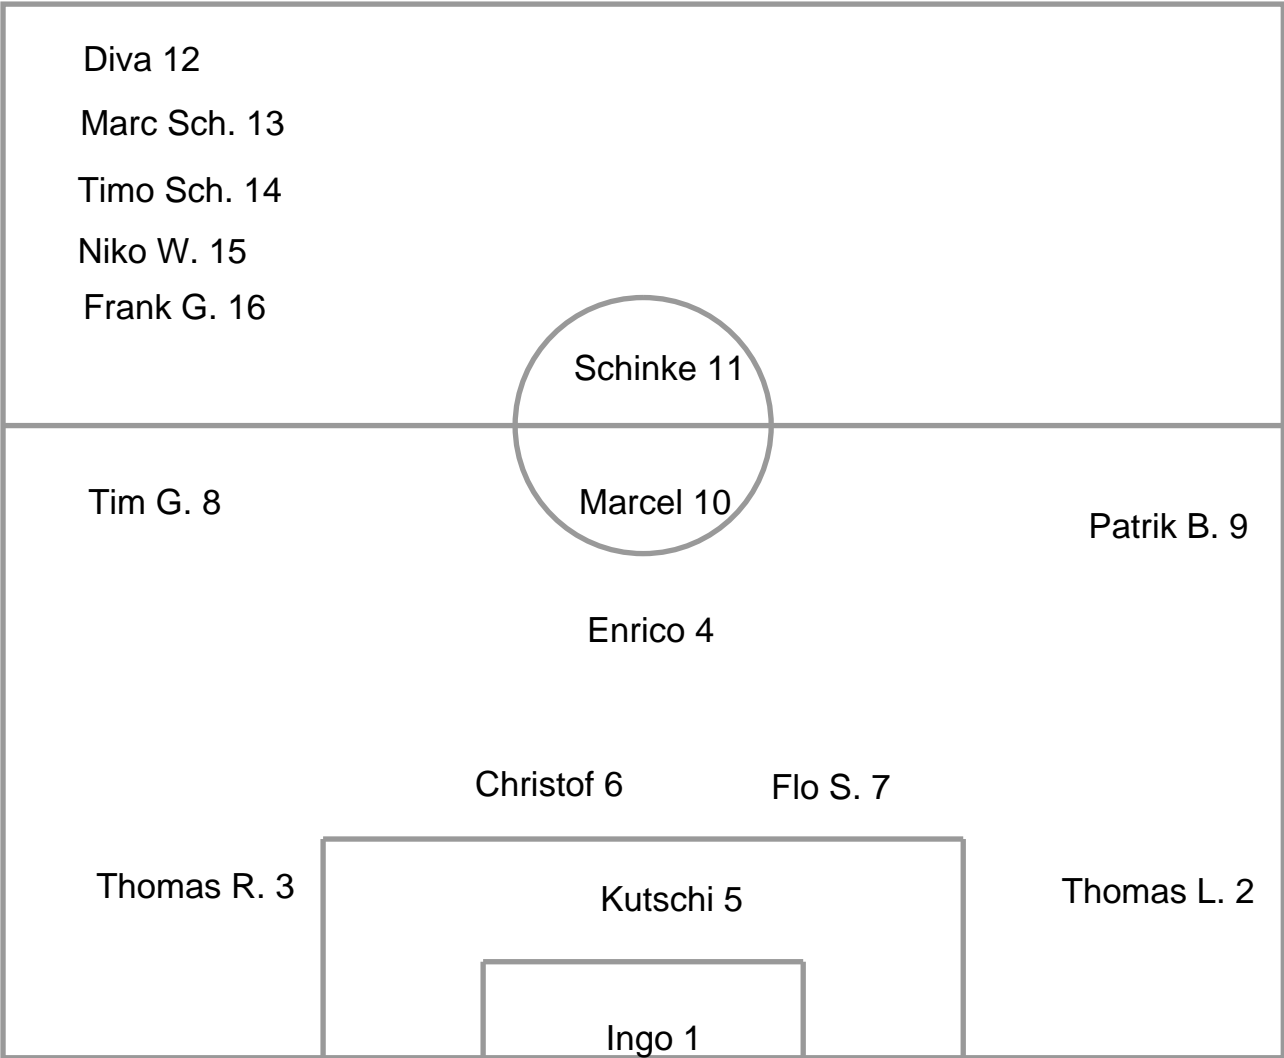 Diva 12
Marc Sch. 13
Timo Sch. 14
Niko W. 15
Frank G. 16
Schinke 11
Tim G. 8
Marcel 10
Patrik B. 9
Enrico 4
Christof 6
Flo S. 7
Thomas R. 3
Kutschi 5
Thomas L. 2
Ingo 1